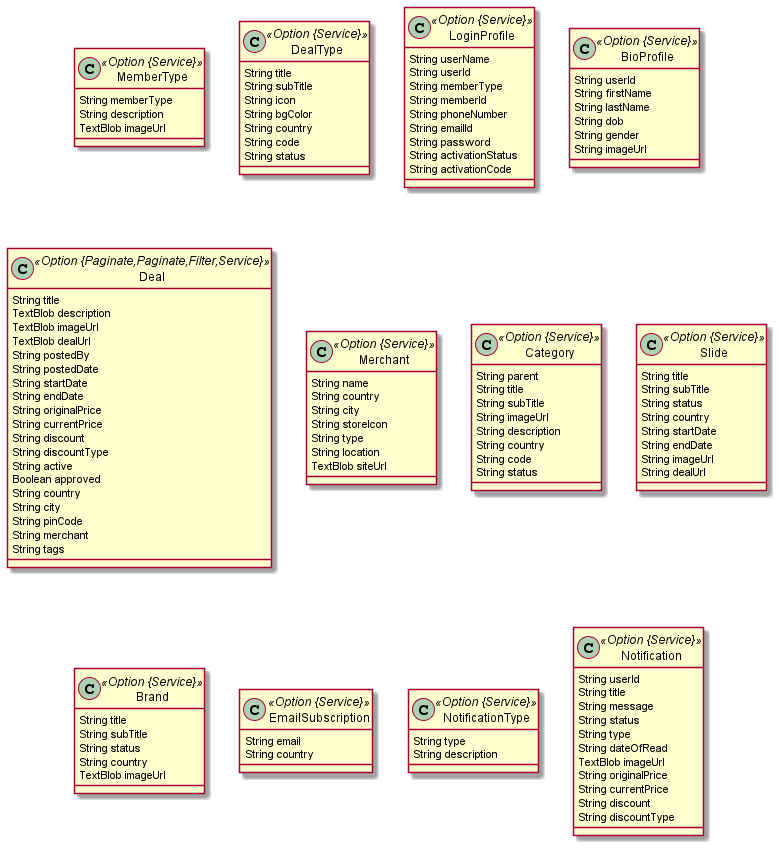 C «Option {Service}»
MemberType
String memberType
String description
TextBlob imageUrl
C «Option {Service}»
DealType
String title
String subTitle
String icon
String bgColor
String country
String code
String status
C «Option {Service}»
LoginProfile
String userName
String userId
String memberType
String memberId
String phoneNumber
String emailId
String password
String activationStatus
String activationCode
C «Option {Service}»
BioProfile
String userId
String firstName
String lastName
String dob
String gender
String imageUrl
C «Option {Paginate,Paginate,Filter,Service}»
Deal
String title
TextBlob description
TextBlob imageUrl
TextBlob dealUrl
String postedBy
String postedDate
String startDate
String endDate
String originalPrice
String currentPrice
String discount
String discountType
String active
Boolean approved
String country
String city
String pinCode
String merchant
String tags
C «Option {Service}»
Merchant
String name
String country
String city
String storeIcon
String type
String location
TextBlob siteUrl
C «Option {Service}»
Category
String parent
String title
String subTitle
String imageUrl
String description
String country
String code
String status
C «Option {Service}»
Slide
String title
String subTitle
String status
String country
String startDate
String endDate
String imageUrl
String dealUrl
C «Option {Service}»
Brand
String title
String subTitle
String status
String country
TextBlob imageUrl
C «Option {Service}»
EmailSubscription
String email
String country
C «Option {Service}»
NotificationType
String type
String description
C «Option {Service}»
Notification
String userId
String title
String message
String status
String type
String dateOfRead
TextBlob imageUrl
String originalPrice
String currentPrice
String discount
String discountType